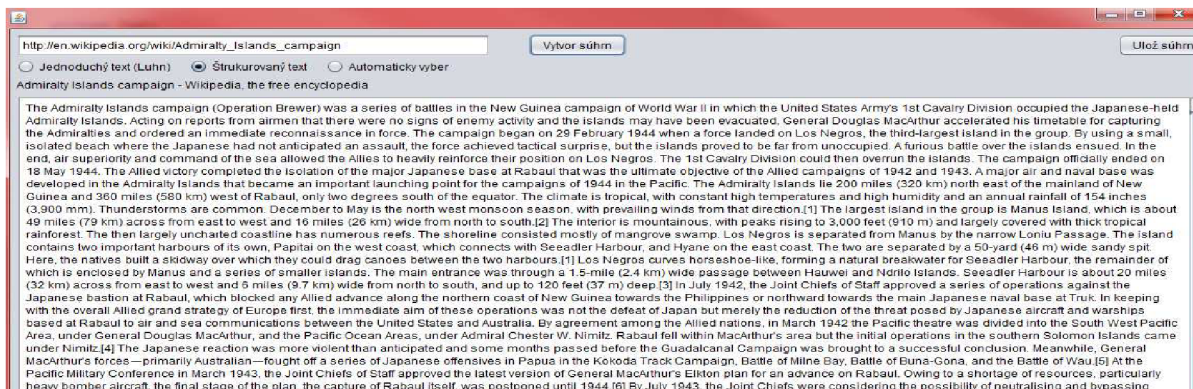 http://en.wikipedia.org/wiki/Admiralty_Islands_campaign Vytvor súhrn Ulož súhrn
Jednoduchý text (Luhn) Štrukurovaný text Automaticky vyber
Admiralty Islands campaign - Wikipedia, the free encyclopedia
The Admiralty Islands campaign (Operation Brewer) was a series of battles in the New Guinea campaign of World War II in which the United States Army's 1st Cavalry Division occupied the Japanese-held
Admiralty Islands. Acting on reports from airmen that there were no signs of enemy activity and the islands may have been evacuated, General Douglas MacArthur accelerated his timetable for capturing
the Admiralties and ordered an immediate reconnaissance in force. The campaign began on 29 February 1944 when a force landed on Los Negros, the third-largest island in the group. By using a small,
isolated beach where the Japanese had not anticipated an assault, the force achieved tactical surprise, but the islands proved to be far from unoccupied. A furious battle over the islands ensued. In the
end, air superiority and command of the sea allowed the Allies to heavily reinforce their position on Los Negros. The 1st Cavalry Division could then overrun the islands. The campaign officially ended on
18 May 1944. The Allied victory completed the isolation of the major Japanese base at Rabaul that was the ultimate objective of the Allied campaigns of 1942 and 1943. A major air and naval base was
developed in the Admiralty Islands that became an important launching point for the campaigns of 1944 in the Pacific. The Admiralty Islands lie 200 miles (320 km) north east of the mainland of New
Guinea and 360 miles (580 km) west of Rabaul, only two degrees south of the equator. The climate is tropical, with constant high temperatures and high humidity and an annual rainfall of 154 inches
(3,900 mm). Thunderstorms are common. December to May is the north west monsoon season, with prevailing winds from that direction.[1] The largest island in the group is Manus Island, which is about
49 miles (79 km) across from east to west and 16 miles (26 km) wide from north to south.[2] The interior is mountainous, with peaks rising to 3,000 feet (910 m) and largely covered with thick tropical
rainforest. The then largely uncharted coastline has numerous reefs. The shoreline consisted mostly of mangrove swamp. Los Negros is separated from Manus by the narrow Loniu Passage. The island
contains two important harbours of its own, Papitai on the west coast, which connects with Seeadler Harbour, and Hyane on the east coast. The two are separated by a 50-yard (46 m) wide sandy spit.
Here, the natives built a skidway over which they could drag canoes between the two harbours.[1] Los Negros curves horseshoe-like, forming a natural breakwater for Seeadler Harbour, the remainder of
which is enclosed by Manus and a series of smaller islands. The main entrance was through a 1.5-mile (2.4 km) wide passage between Hauwei and Ndrilo Islands. Seeadler Harbour is about 20 miles
(32 km) across from east to west and 6 miles (9.7 km) wide from north to south, and up to 120 feet (37 m) deep.[3] In July 1942, the Joint Chiefs of Staff approved a series of operations against the
Japanese bastion at Rabaul, which blocked any Allied advance along the northern coast of New Guinea towards the Philippines or northward towards the main Japanese naval base at Truk. In keeping
with the overall Allied grand strategy of Europe first, the immediate aim of these operations was not the defeat of Japan but merely the reduction of the threat posed by Japanese aircraft and warships
based at Rabaul to air and sea communications between the United States and Australia. By agreement among the Allied nations, in March 1942 the Pacific theatre was divided into the South West Pacific
Area, under General Douglas MacArthur, and the Pacific Ocean Areas, under Admiral Chester W. Nimitz. Rabaul fell within MacArthur's area but the initial operations in the southern Solomon Islands came
under Nimitz.[4] The Japanese reaction was more violent than anticipated and some months passed before the Guadalcanal Campaign was brought to a successful conclusion. Meanwhile, General
MacArthur's forces—primarily Australian—fought off a series of Japanese offensives in Papua in the Kokoda Track Campaign, Battle of Milne Bay, Battle of Buna-Gona, and the Battle of Wau.[5] At the
Pacific Military Conference in March 1943, the Joint Chiefs of Staff approved the latest version of General MacArthur's Elkton plan for an advance on Rabaul. Owing to a shortage of resources, particularly
heavy bomber aircraft, the final stage of the plan, the capture of Rabaul itself, was postponed until 1944.[6] By July 1943, the Joint Chiefs were considering the possibility of neutralising and bypassing